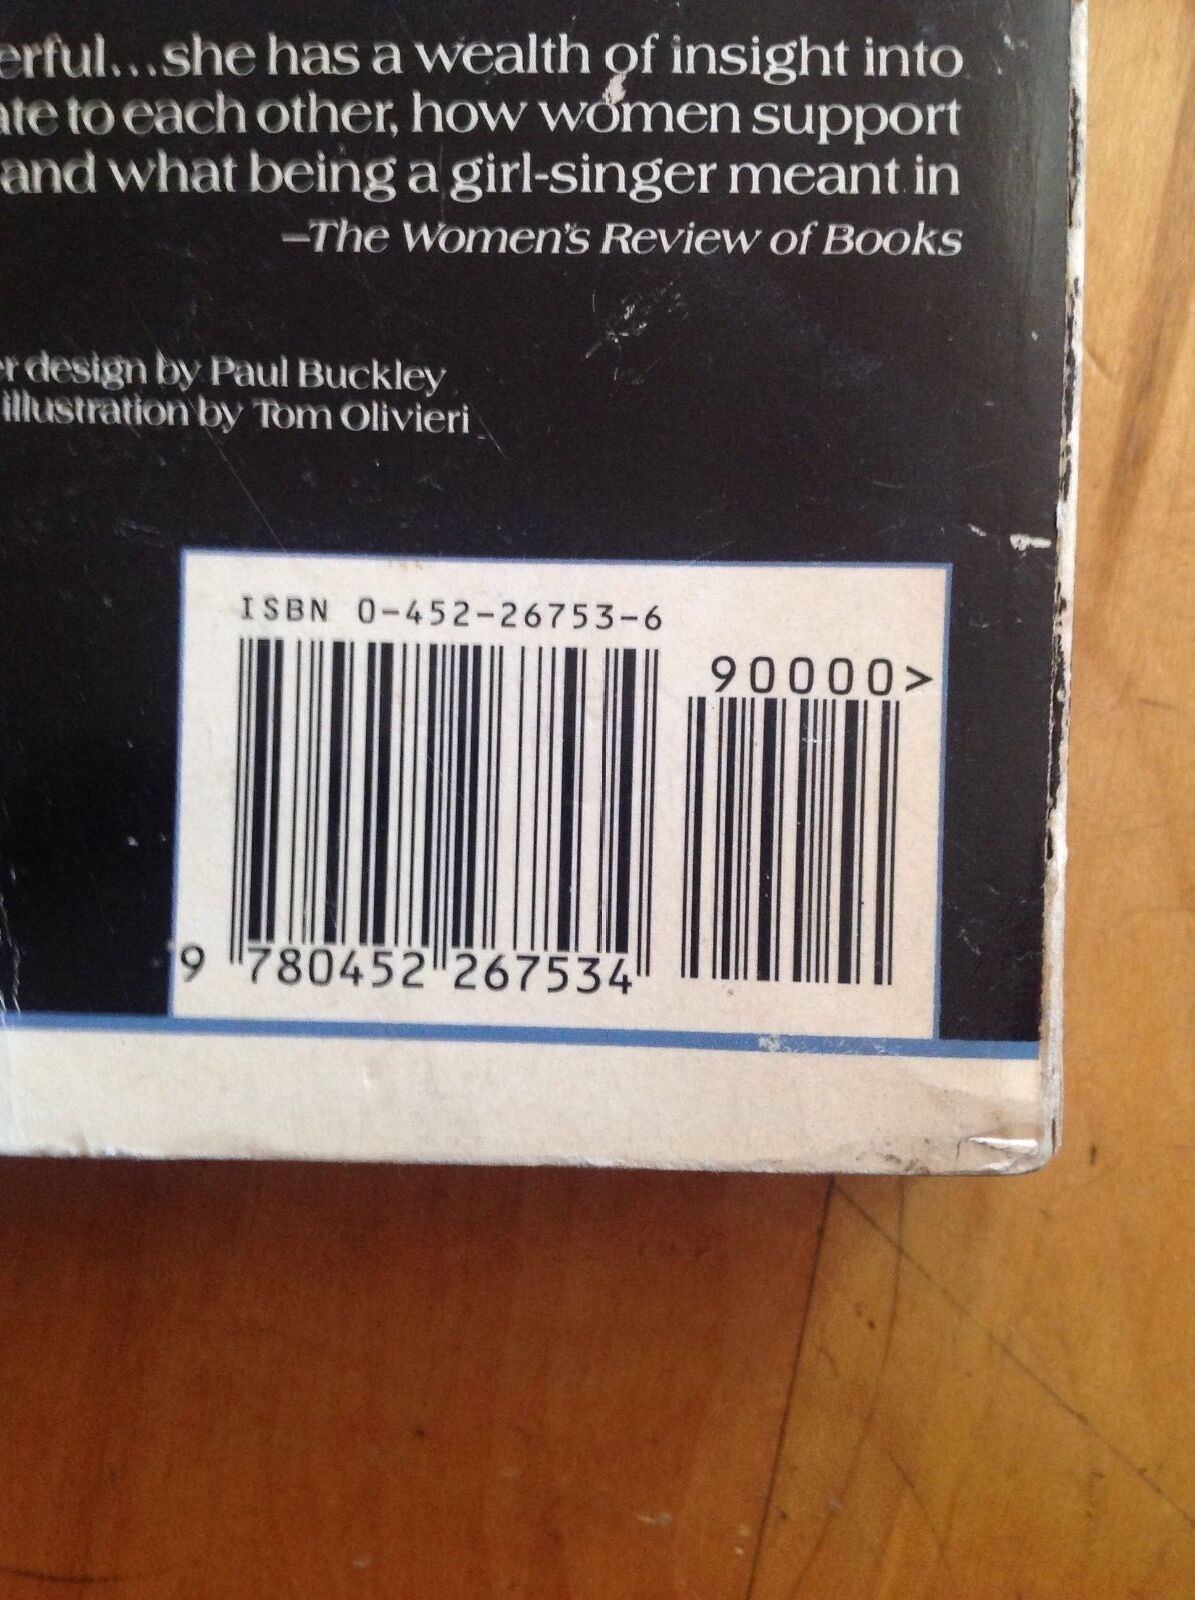 erful...she has a wealth of insight into
ate to each other, how women support
and what being a girl-singer meant in
–The Women's Review of Books
er design by Paul Buckley
illustration by Tom Olivieri
ISBN 0-452-26753-6
90000>
9 780452 267534